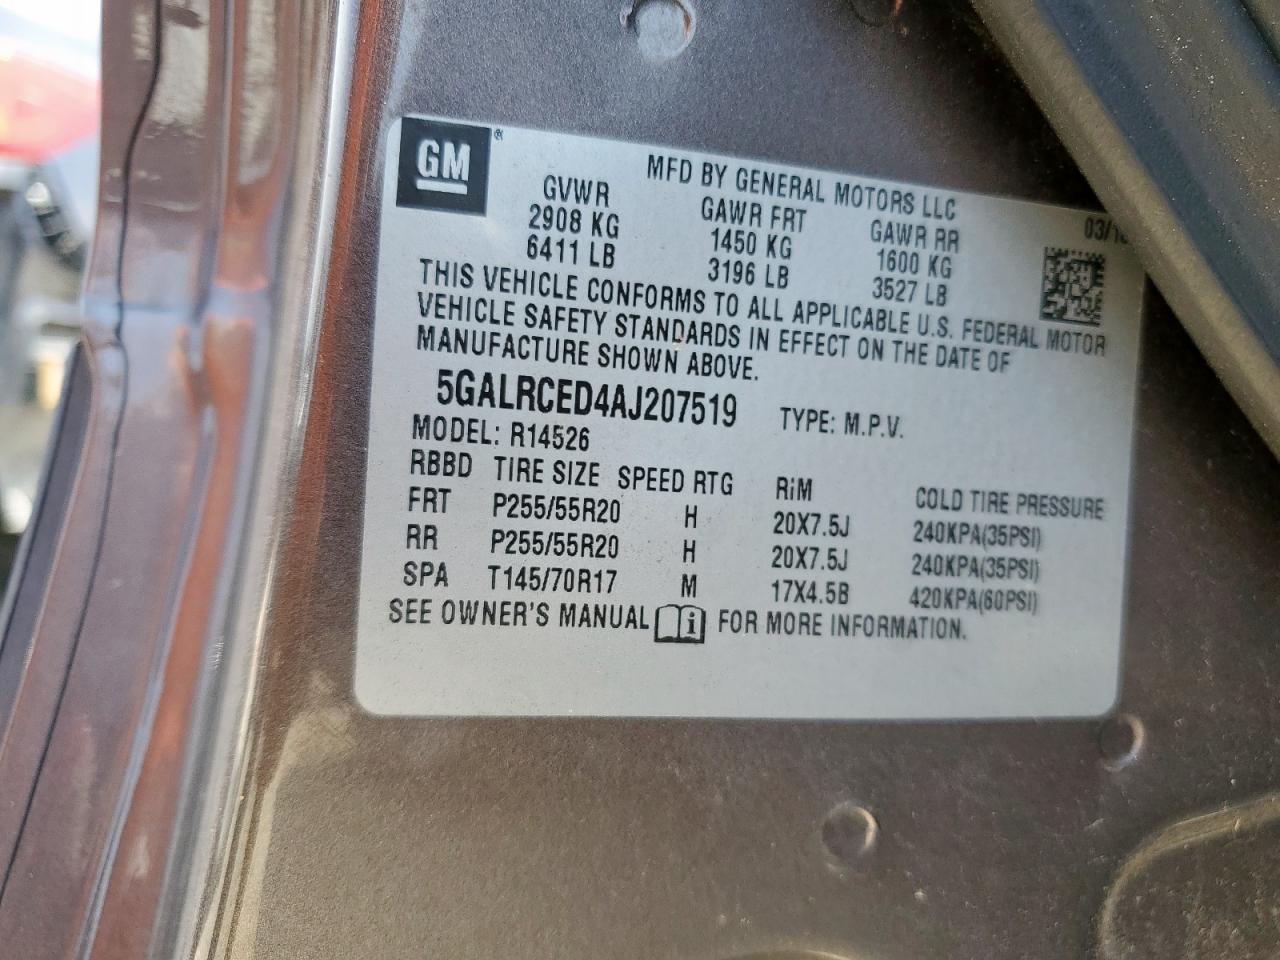 GM ®
MFD BY GENERAL MOTORS LLC
GVWR GAWR FRT GAWR RR
2908 KG 1450 KG 1600 KG
6411 LB 3196 LB 3527 LB
THIS VEHICLE CONFORMS TO ALL APPLICABLE U.S. FEDERAL MOTOR
VEHICLE SAFETY STANDARDS IN EFFECT ON THE DATE OF
MANUFACTURE SHOWN ABOVE.
5GALRCED4AJ207519 TYPE: M.P.V.
MODEL: R14526
RBBD TIRE SIZE SPEED RTG RiM COLD TIRE PRESSURE
FRT P255/55R20 H 20X7.5J 240KPA(35PSI)
RR P255/55R20 H 20X7.5J 240KPA(35PSI)
SPA T145/70R17 M 17X4.5B 420KPA(60PSI)
SEE OWNER'S MANUAL FOR MORE INFORMATION.